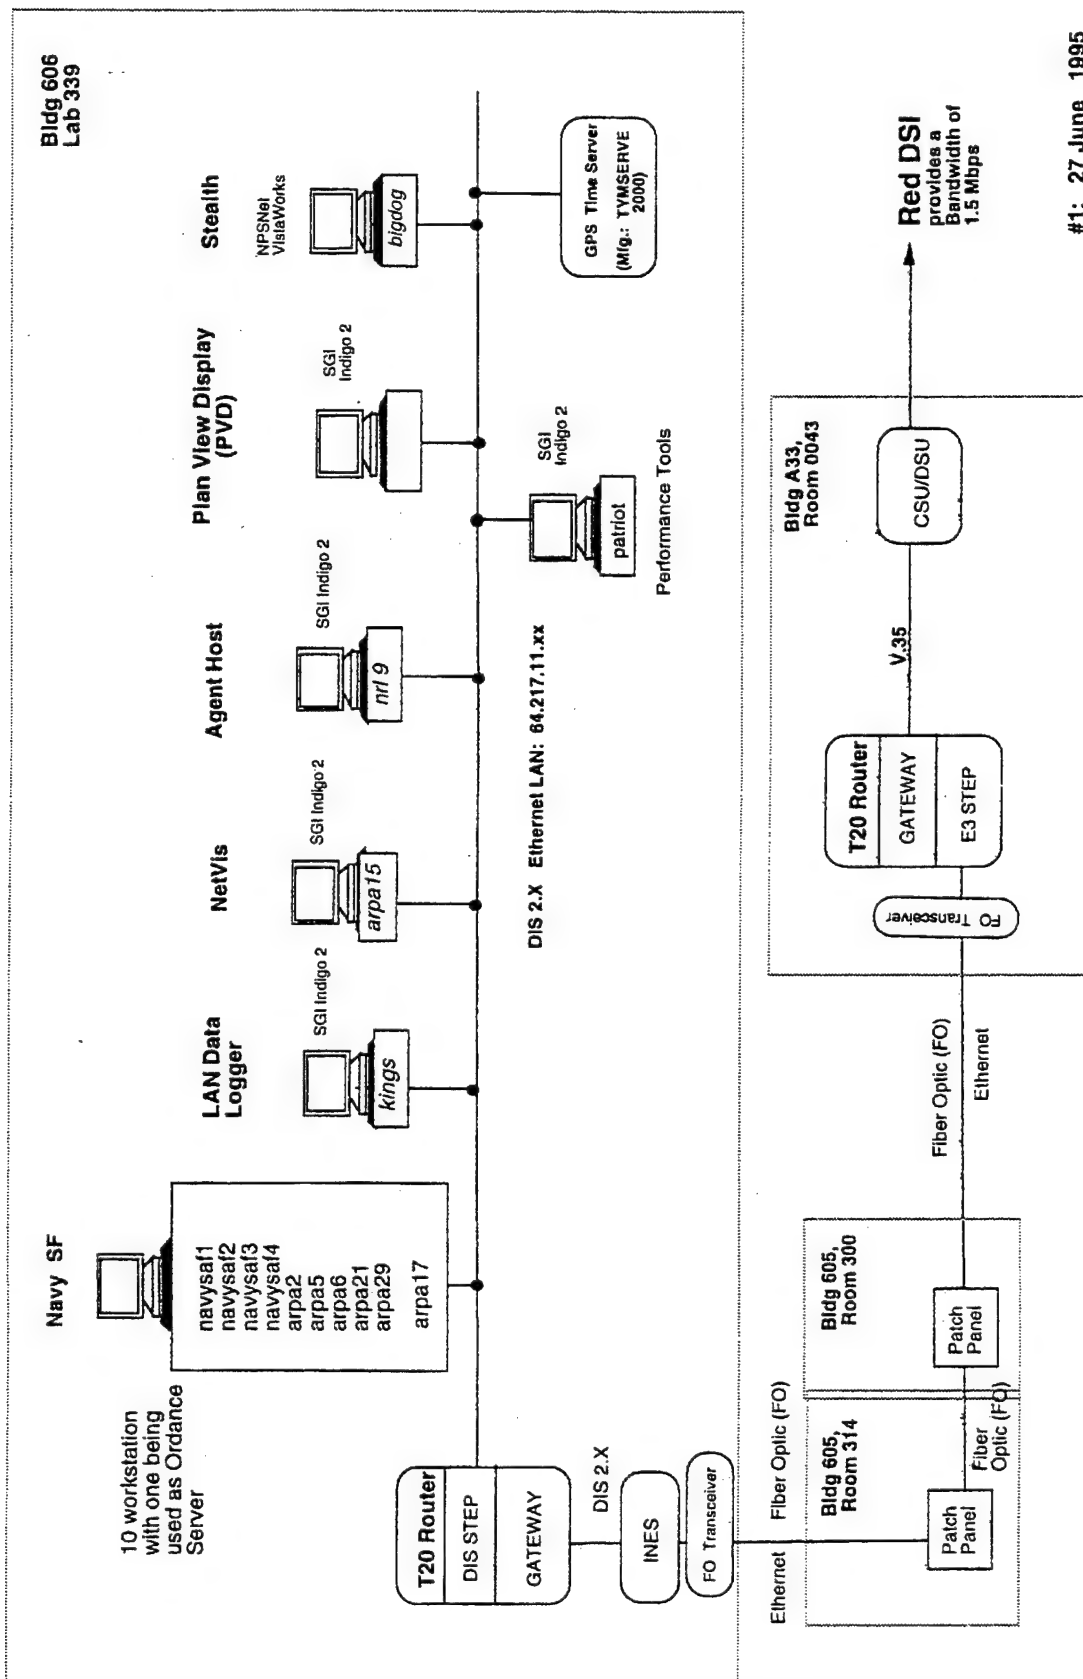 Bldg 606
Lab 339
Navy SF
10 workstation
with one being
used as Ordance
Server
navysaf1
navysaf2
navysaf3
navysaf4
arpa2
arpa5
arpa6
arpa21
arpa29
arpa17
LAN Data
Logger
SGI Indigo 2
kings
NetVis
SGI Indigo 2
arpa15
Agent Host
SGI Indigo 2
nrl 9
Plan View Display
(PVD)
SGI
Indigo 2
Stealth
NPSNet
VistaWorks
bigdog
T20 Router
DIS STEP
GATEWAY
DIS 2.X
INES
FO Transceiver
DIS 2.X Ethernet LAN: 64.217.11.xx
SGI
Indigo 2
patriot
Performance Tools
GPS Time Server
(Mfg.: TYMSERVE
2000)
Ethernet
Fiber Optic (FO)
Bldg 605,
Room 314
Patch
Panel
Fiber
Optic (FO)
Bldg 605,
Room 300
Patch
Panel
Fiber Optic (FO)
Ethernet
Bldg A33,
Room 0043
FO Transceiver
T20 Router
GATEWAY
E3 STEP
V.35
CSU/DSU
Red DSI
provides a
Bandwidth of
1.5 Mbps
#1: 27 June 1995